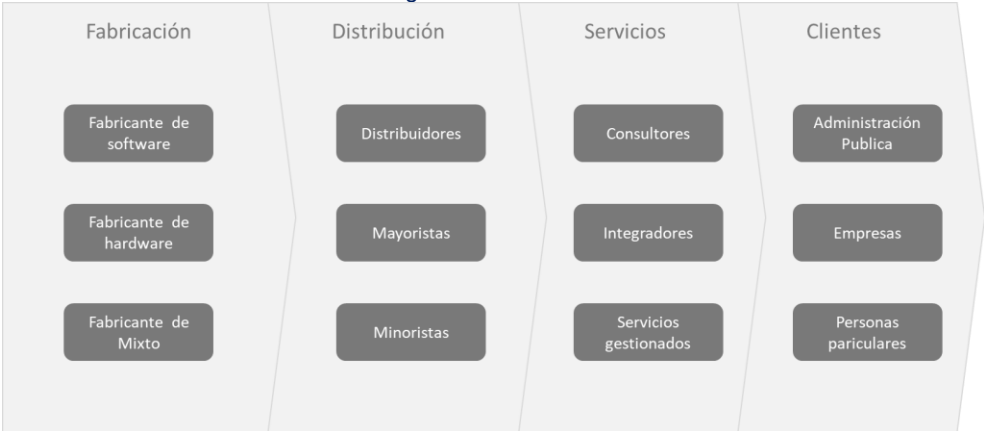 Fabricación
Distribución
Servicios
Clientes
Fabricante de
software
Distribuidores
Consultores
Administración
Publica
Fabricante de
hardware
Mayoristas
Integradores
Empresas
Fabricante de
Mixto
Minoristas
Servicios
gestionados
Personas
pariculares